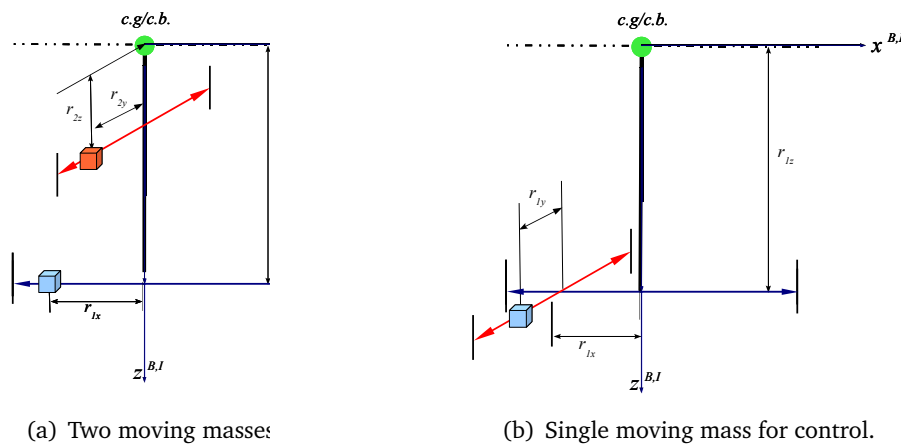 c.g/c.b.
r2z
r2y
r1x
z B,I
(a) Two moving masses
c.g/c.b.
x B,I
r1z
r1y
r1x
z B,I
(b) Single moving mass for control.